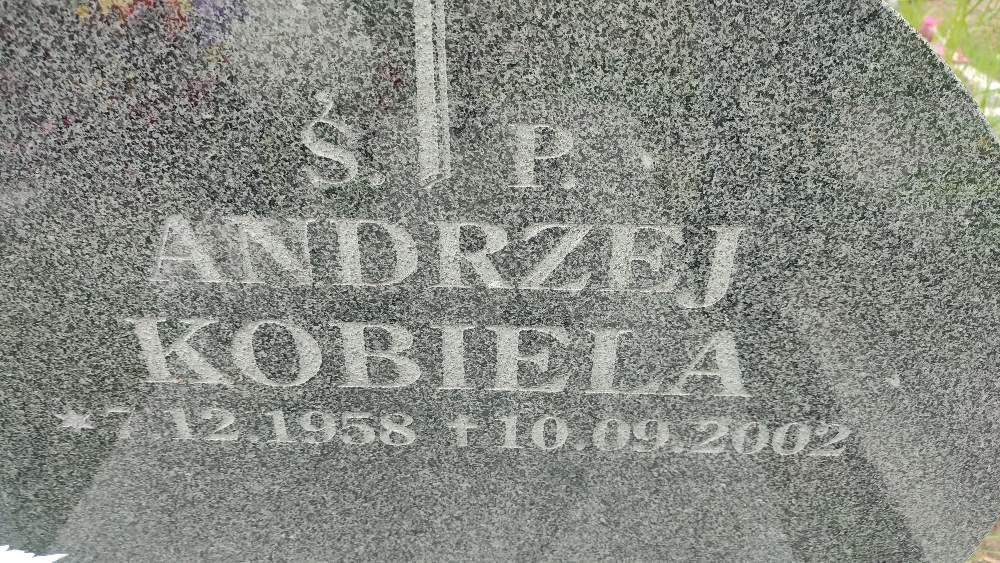 Ś. P.
ANDRZEJ
KOBIELA
*7.12.1958 †10.09.2002